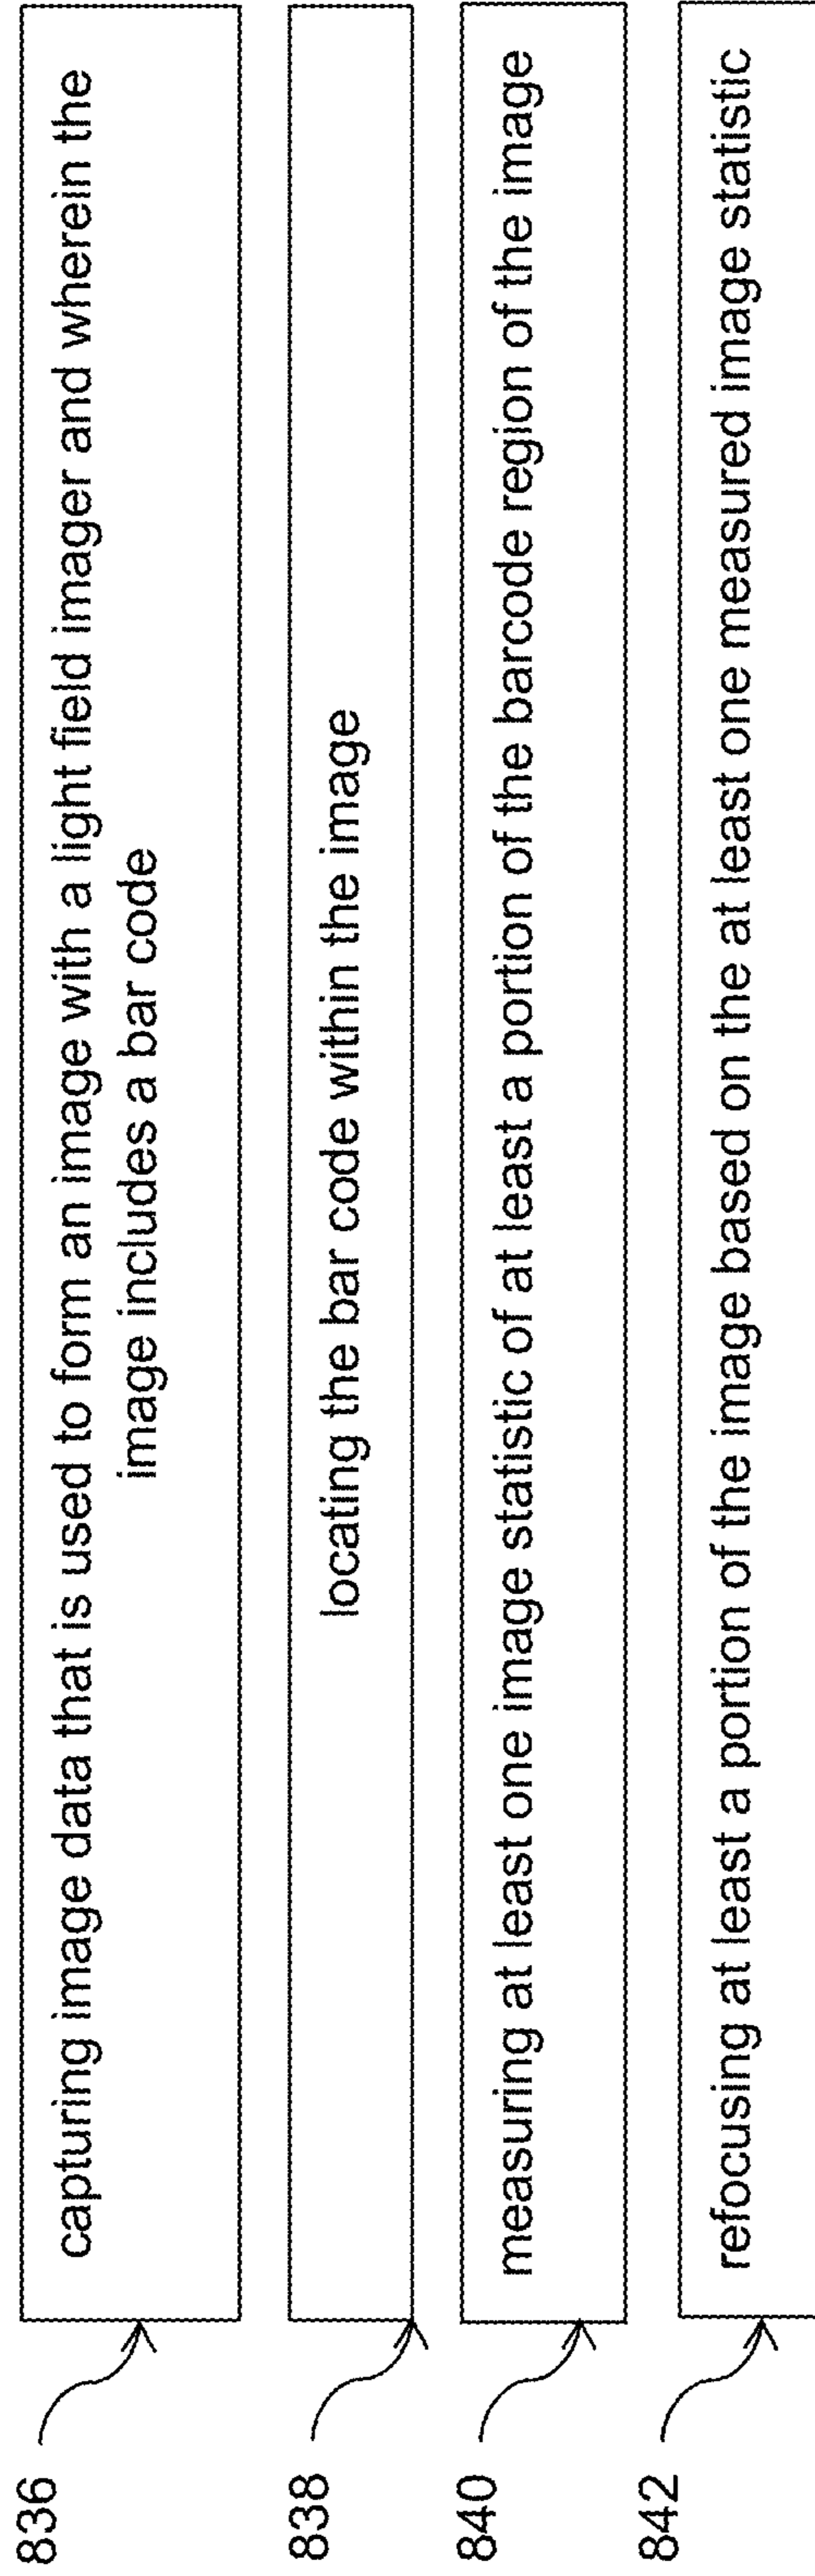 836
capturing image data that is used to form an image with a light field imager and wherein the
image includes a bar code
838
locating the bar code within the image
840
measuring at least one image statistic of at least a portion of the barcode region of the image
842
refocusing at least a portion of the image based on the at least one measured image statistic